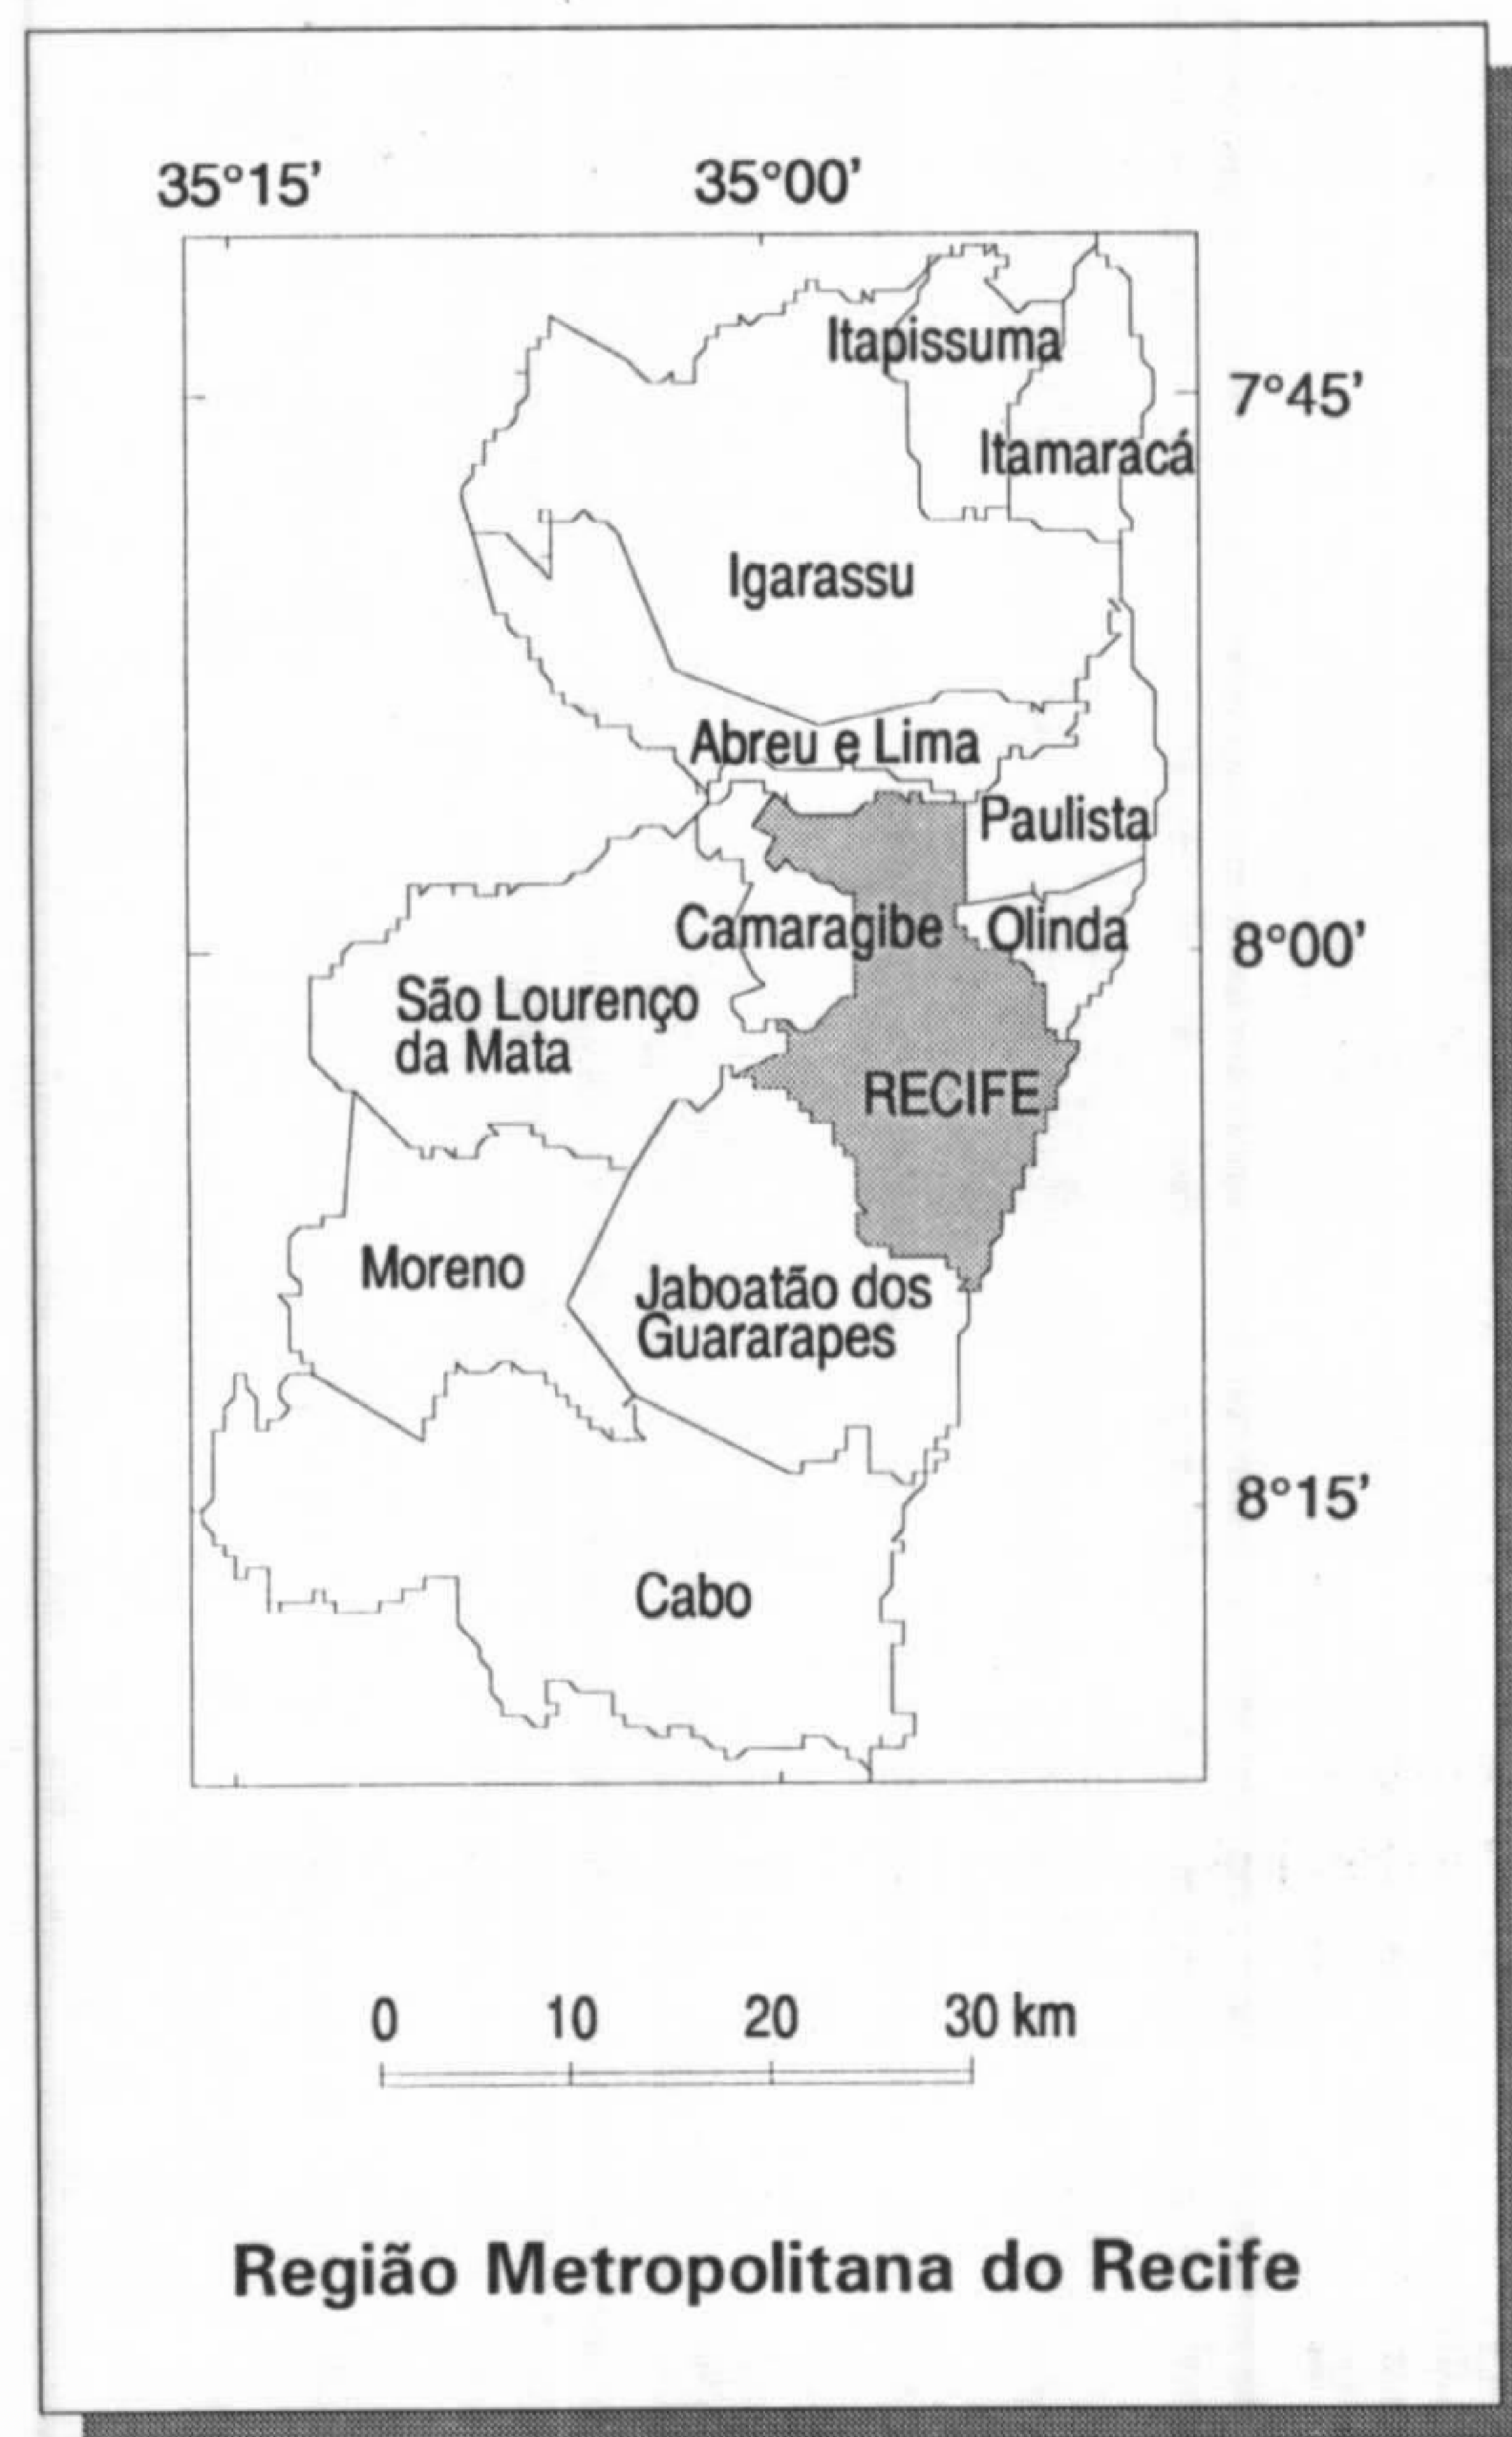 35°15’ 35°00’
Itapissuma
7°45’
Itamaracá
Igarassu
Abreu e Lima
Paulista
Camaragibe
Olinda
8°00’
São Lourenço
da Mata
RECIFE
Moreno
Jaboatão dos
Guararapes
8°15’
Cabo
0 10 20 30 km
Região Metropolitana do Recife